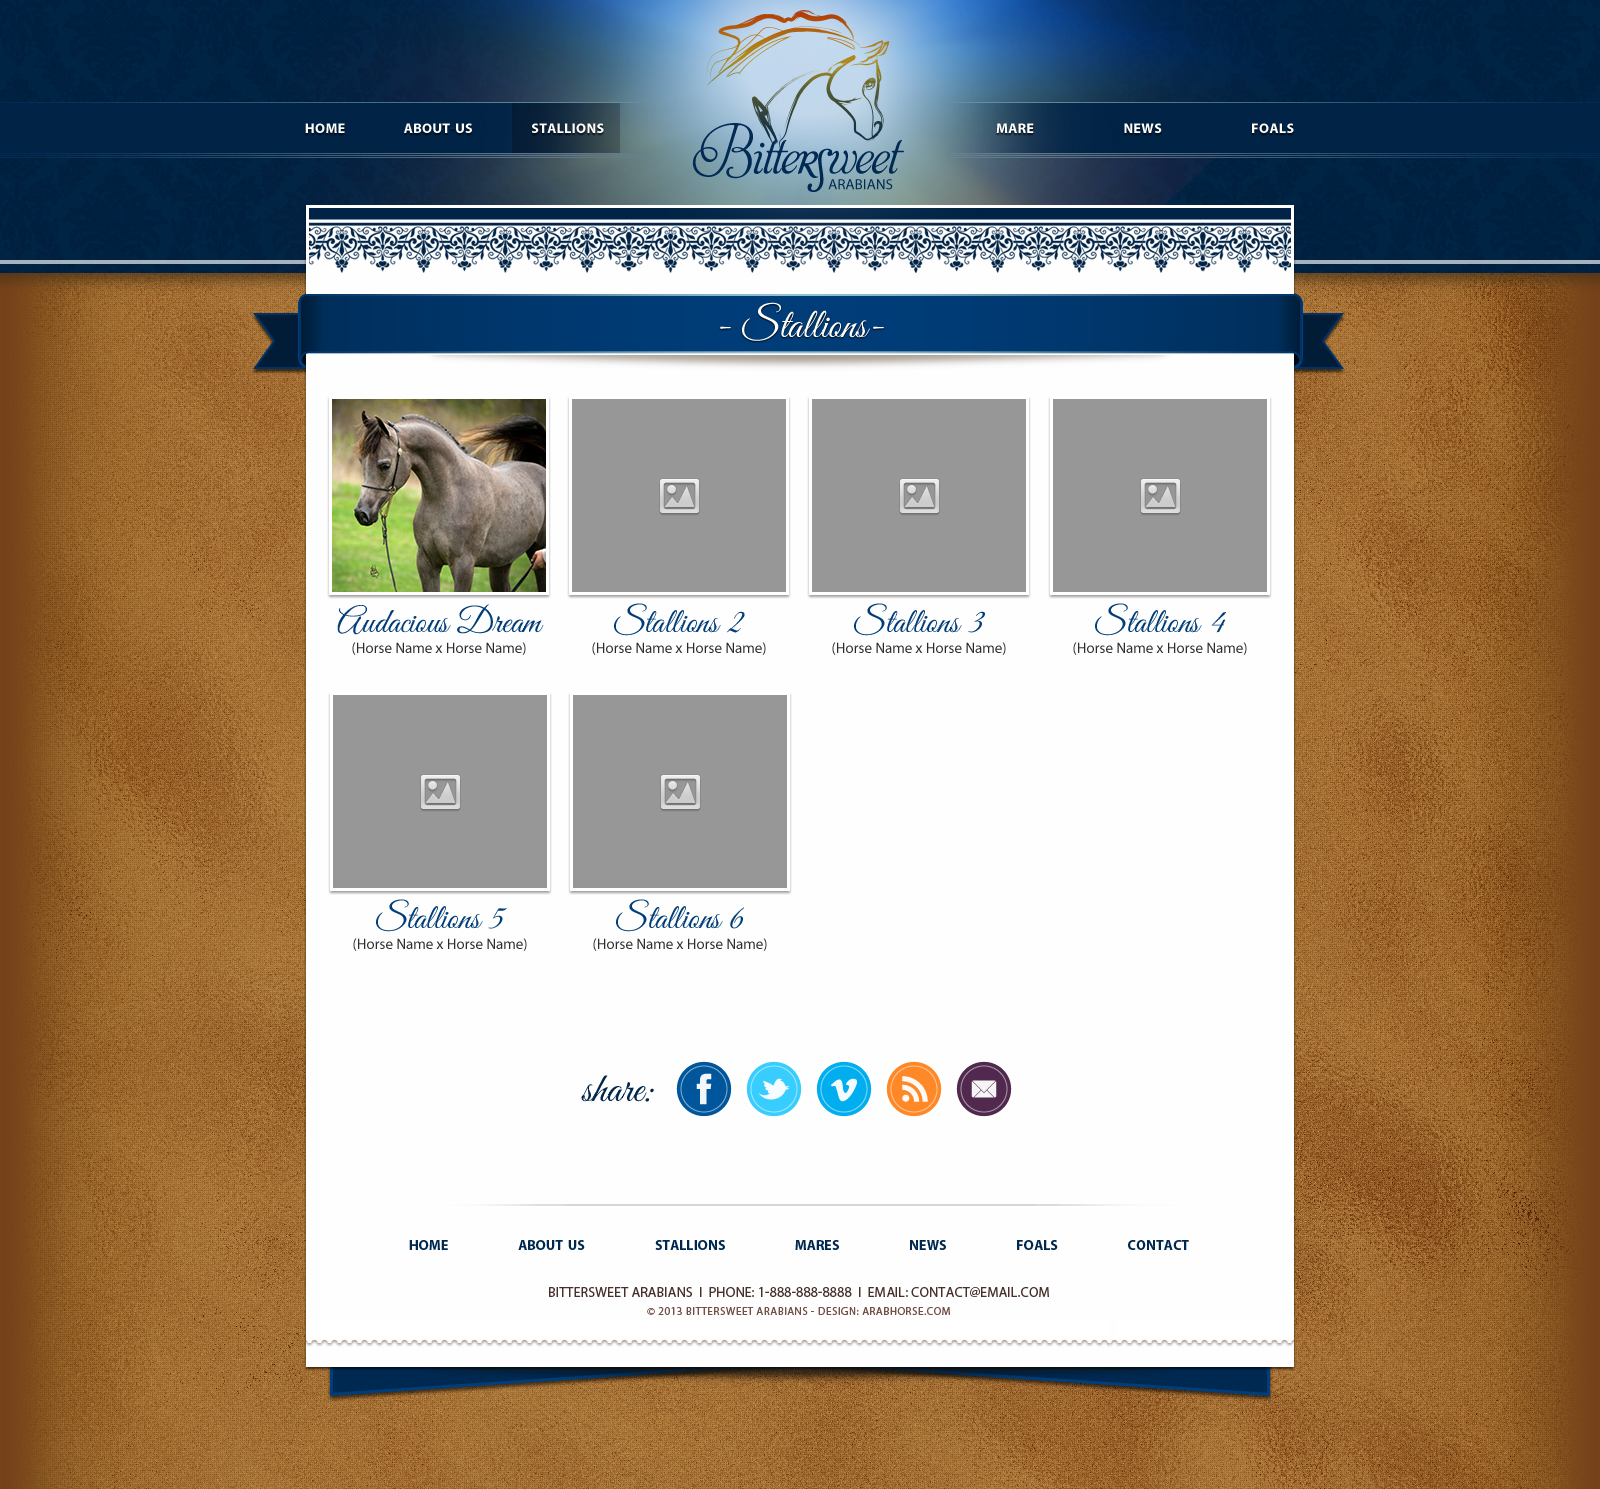 HOME ABOUT US STALLIONS MARE NEWS FOALS
Bittersweet
ARABIANS
- Stallions -
Audacious Dream Stallions 2 Stallions 3 Stallions 4
(Horse Name x Horse Name) (Horse Name x Horse Name) (Horse Name x Horse Name) (Horse Name x Horse Name)
Stallions 5 Stallions 6
(Horse Name x Horse Name) (Horse Name x Horse Name)
share:
HOME ABOUT US STALLIONS MARES NEWS FOALS CONTACT
BITTERSWEET ARABIANS | PHONE: 1-888-888-8888 | EMAIL: CONTACT@EMAIL.COM
© 2013 BITTERSWEET ARABIANS - DESIGN: ARABHORSE.COM